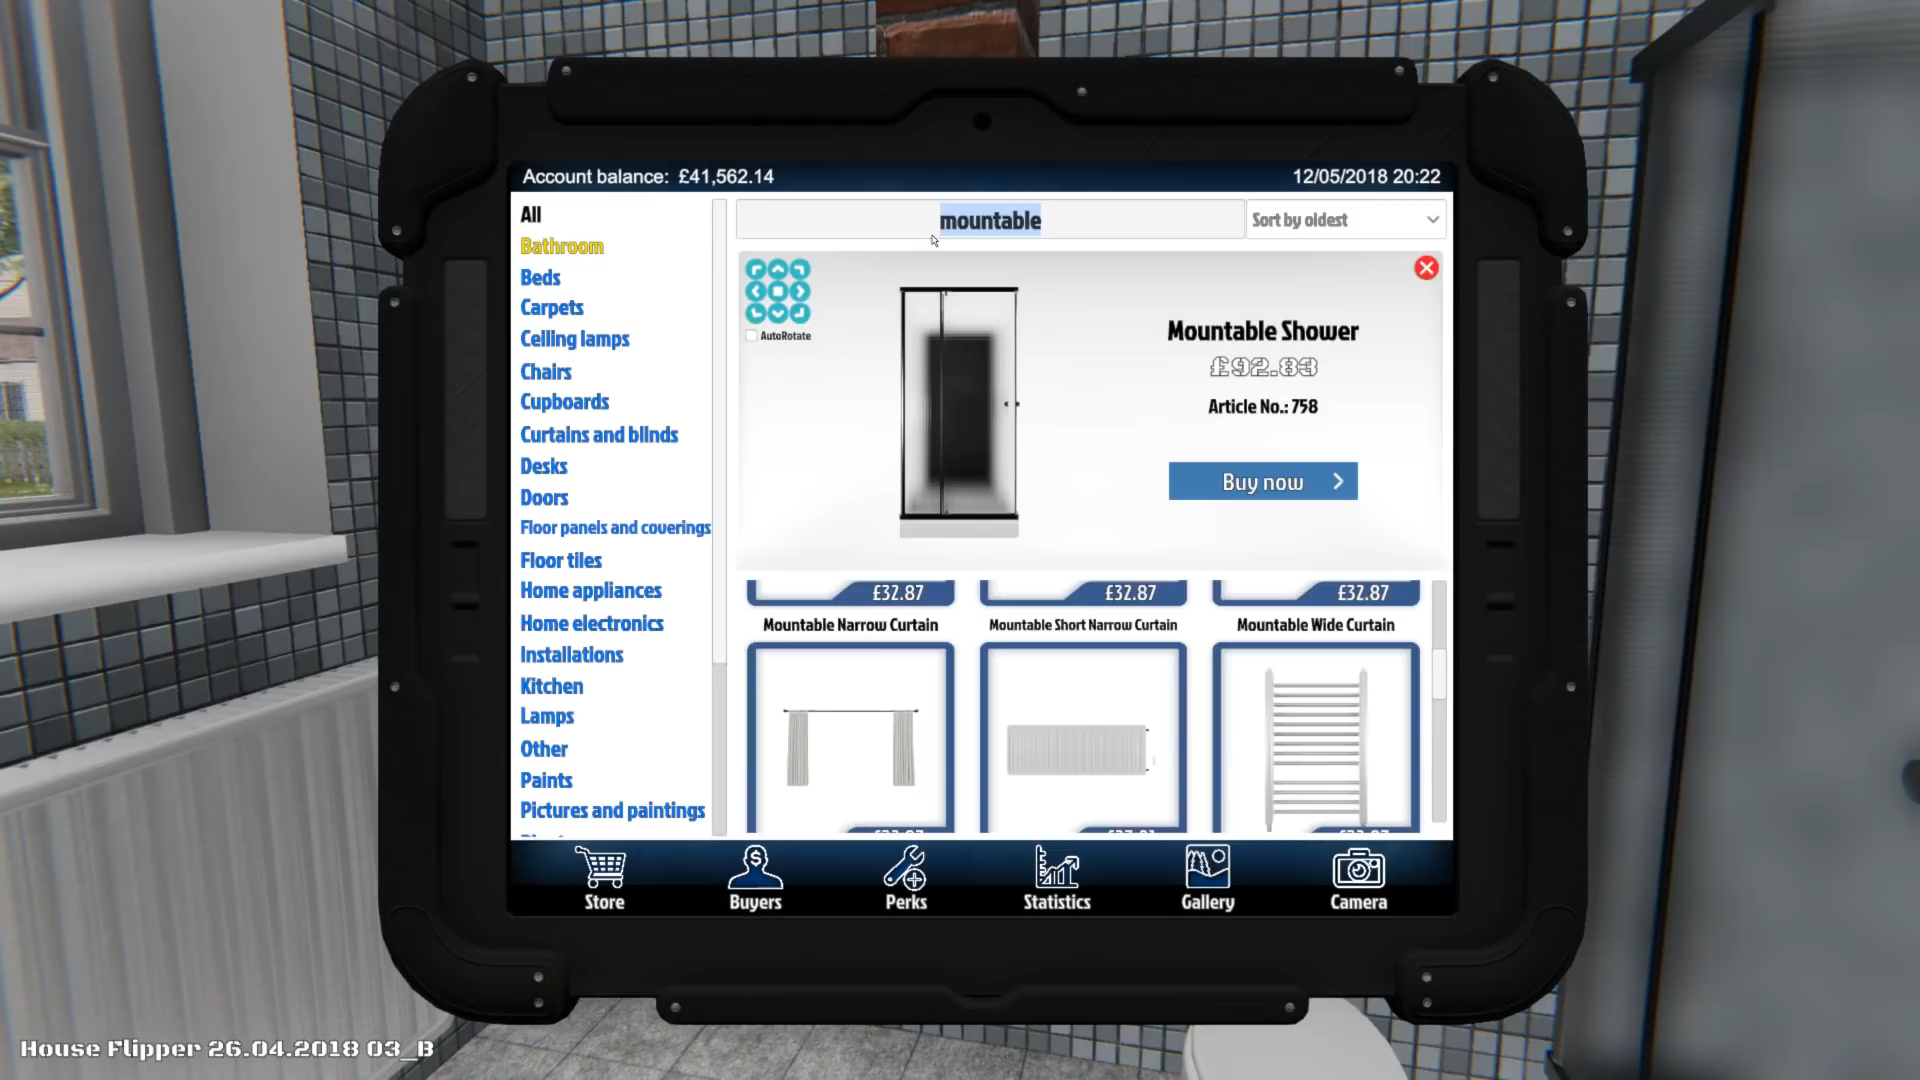 Account balance: £41,562.14
12/05/2018 20:22
All
Bathroom
Beds
Carpets
Ceiling lamps
Chairs
Cupboards
Curtains and blinds
Desks
Doors
Floor panels and coverings
Floor tiles
Home appliances
Home electronics
Installations
Kitchen
Lamps
Other
Paints
Pictures and paintings
mountable
Sort by oldest
AutoRotate
Mountable Shower
£92.83
Article No.: 758
Buy now
£32.87
£32.87
£32.87
Mountable Narrow Curtain
Mountable Short Narrow Curtain
Mountable Wide Curtain
Store
Buyers
Perks
Statistics
Gallery
Camera
House Flipper 26.04.2018 03_B